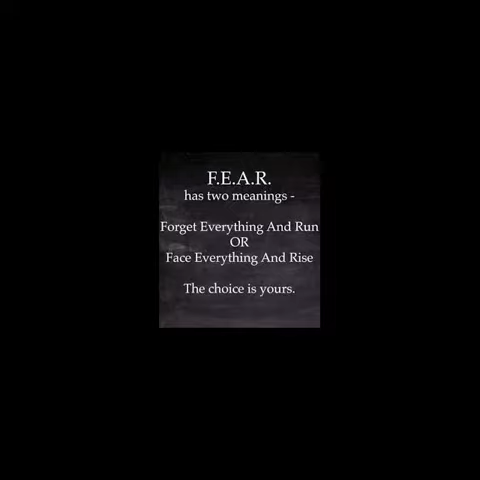 F.E.A.R.
has two meanings -
Forget Everything And Run
OR
Face Everything And Rise
The choice is yours.